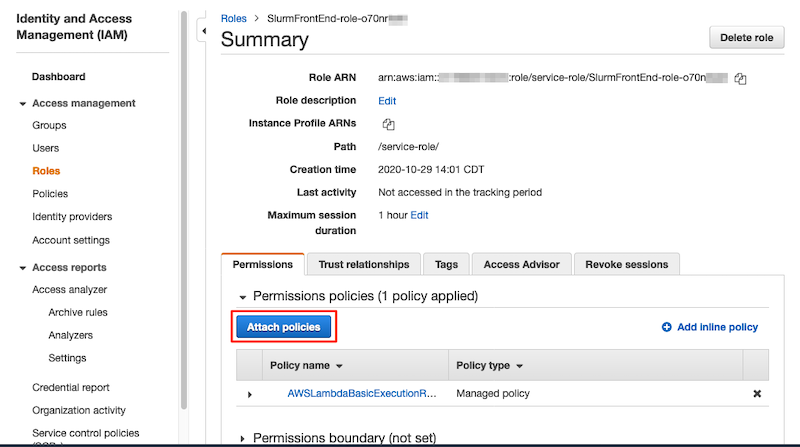 Identity and Access
Management (IAM)
Dashboard
Access management
Groups
Users
Roles
Policies
Identity providers
Account settings
Access reports
Access analyzer
Archive rules
Analyzers
Settings
Credential report
Organization activity
Service control policies
Roles > SlurmFrontEnd-role-o70nr
Summary
Delete role
Role ARN arn:aws:iam:: :role/service-role/SlurmFrontEnd-role-o70n
Role description Edit
Instance Profile ARNs
Path /service-role/
Creation time 2020-10-29 14:01 CDT
Last activity Not accessed in the tracking period
Maximum session
duration 1 hour Edit
Permissions Trust relationships Tags Access Advisor Revoke sessions
Permissions policies (1 policy applied)
Attach policies Add inline policy
Policy name Policy type
AWSLambdaBasicExecutionR... Managed policy
Permissions boundary (not set)